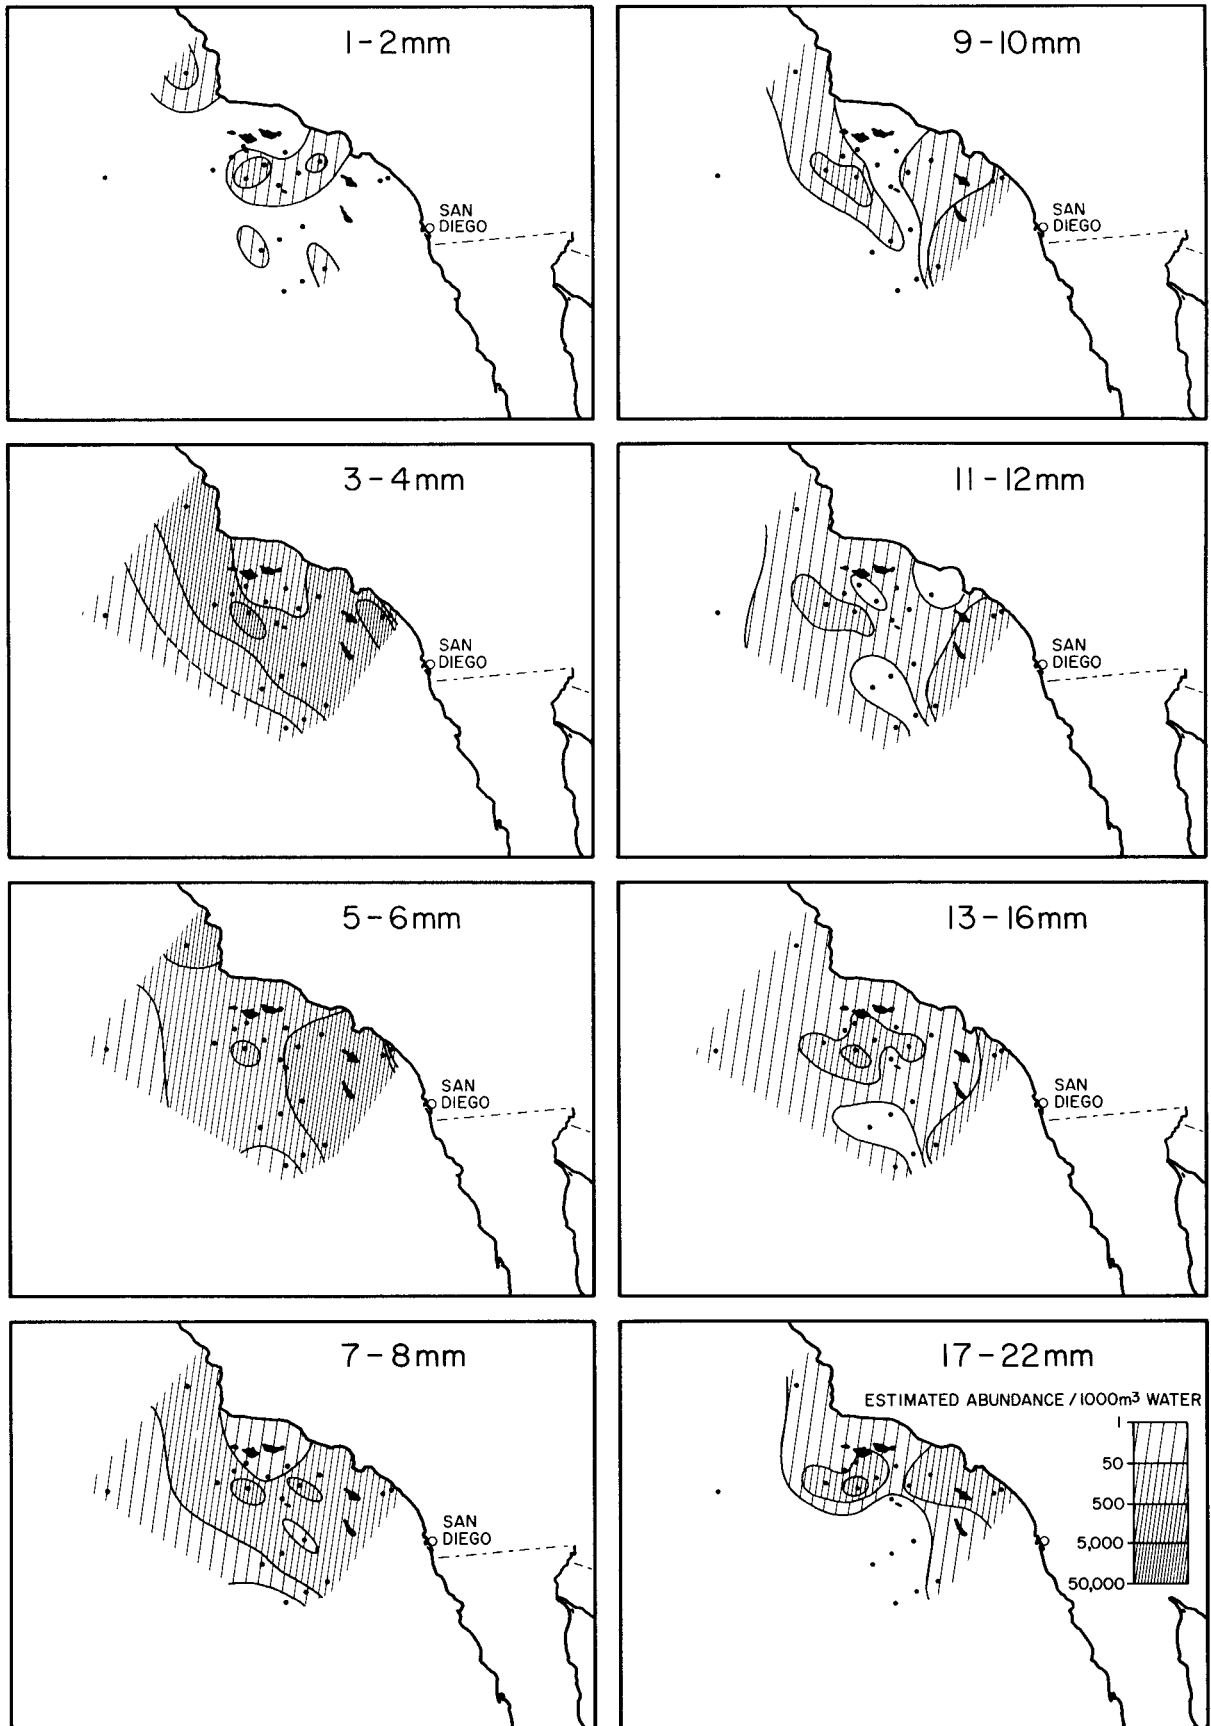 1-2mm
SAN
DIEGO
9-10mm
SAN
DIEGO
3-4mm
SAN
DIEGO
11-12mm
SAN
DIEGO
5-6mm
SAN
DIEGO
13-16mm
SAN
DIEGO
7-8mm
SAN
DIEGO
17-22mm
ESTIMATED ABUNDANCE / 1000m³ WATER
1
50
500
5,000
50,000